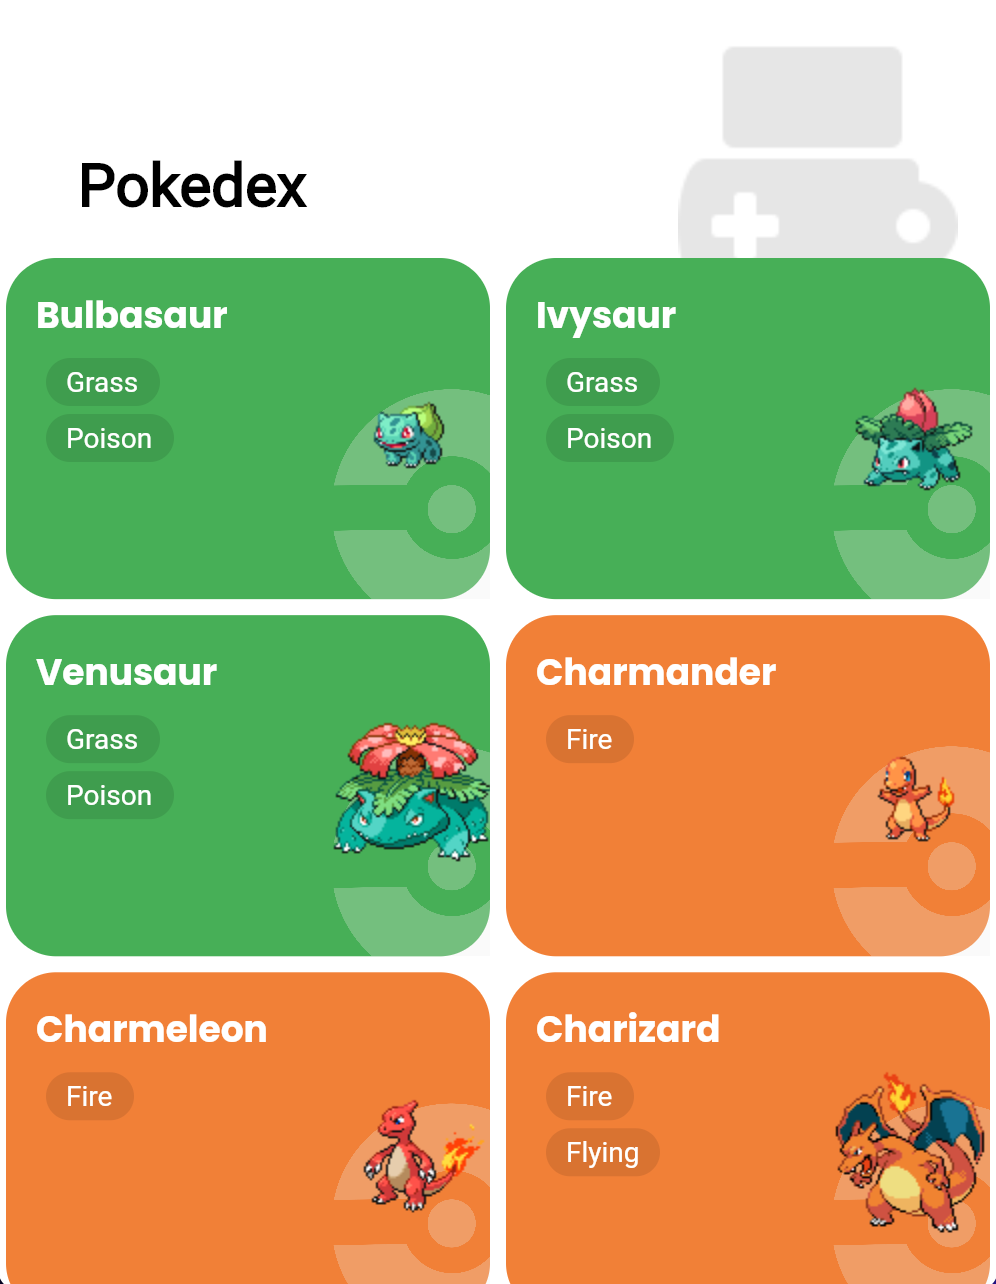 Pokedex
Bulbasaur
Grass
Poison
Ivysaur
Grass
Poison
Venusaur
Grass
Poison
Charmander
Fire
Charmeleon
Fire
Charizard
Fire
Flying